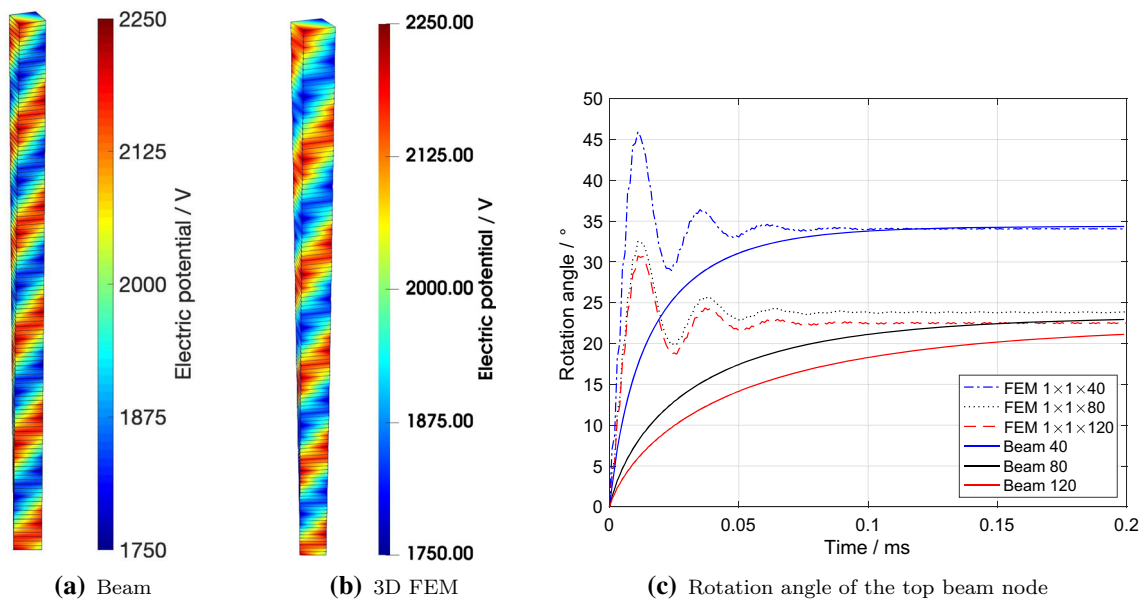 2250
2125
2000
1875
1750
Electric potential / V
(a) Beam
2250.00
2125.00
2000.00
1875.00
1750.00
Electric potential / V
(b) 3D FEM
50
45
40
35
30
25
20
15
10
5
0
Rotation angle / °
0 0.05 0.1 0.15 0.2
Time / ms
FEM 1×1×40
FEM 1×1×80
FEM 1×1×120
Beam 40
Beam 80
Beam 120
(c) Rotation angle of the top beam node